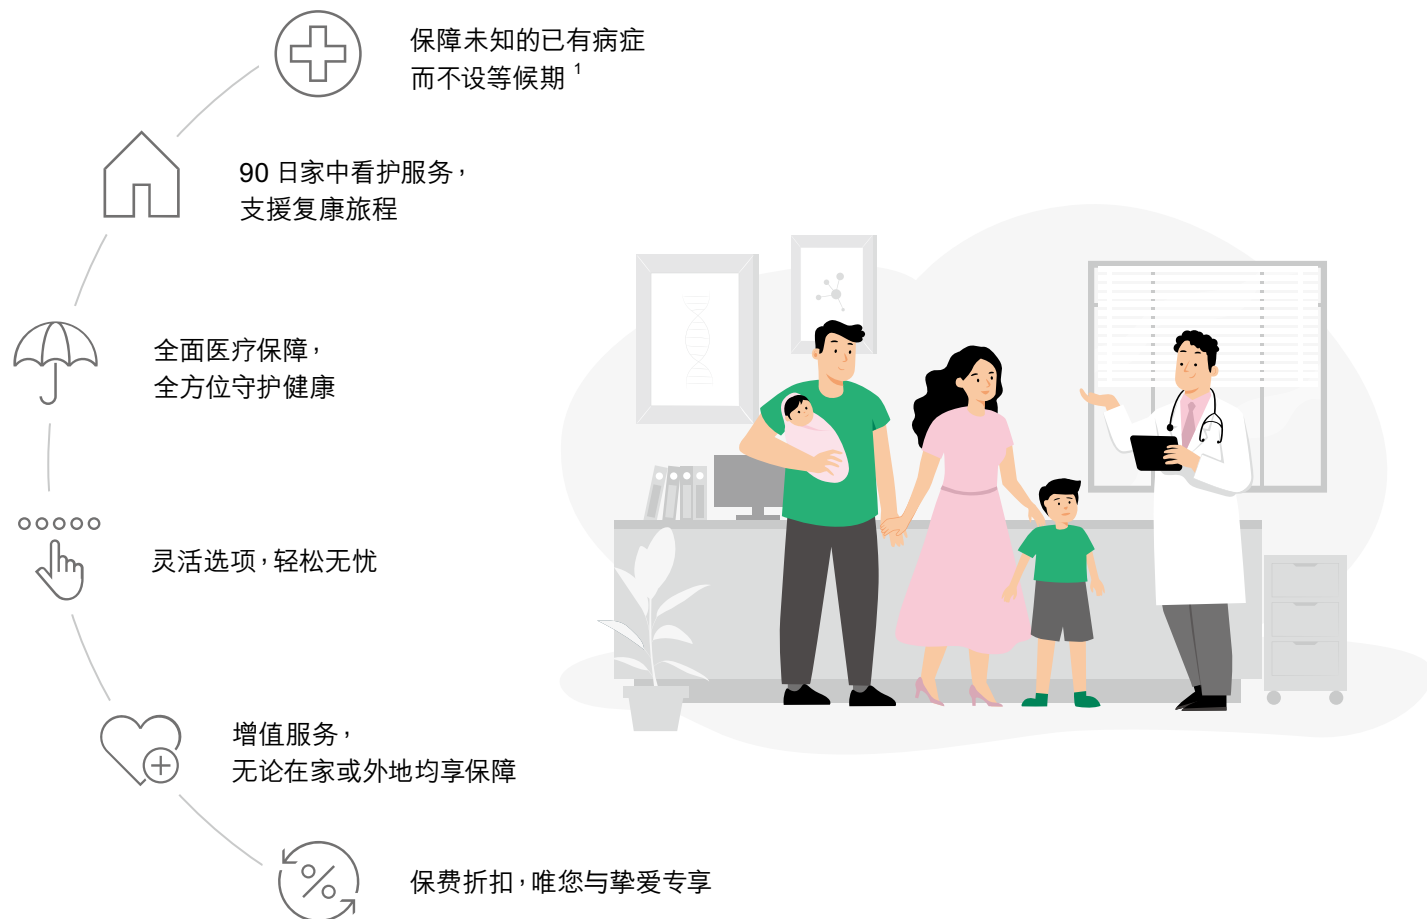 保障未知的已有病症
而不设等候期 1
90 日家中看护服务，
支援复康旅程
全面医疗保障，
全方位守护健康
灵活选项，轻松无忧
增值服务，
无论在家或外地均享保障
保费折扣，唯您与挚爱专享